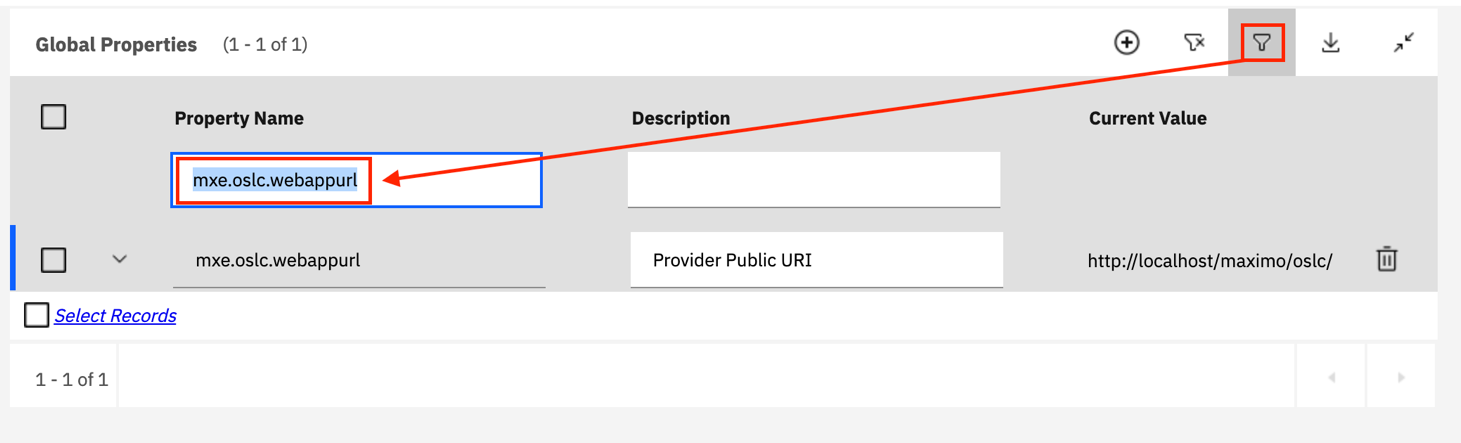 Global Properties (1 - 1 of 1)
Property Name Description Current Value
mxe.oslc.webappurl
mxe.oslc.webappurl Provider Public URI http://localhost/maximo/oslc/
Select Records
1 - 1 of 1